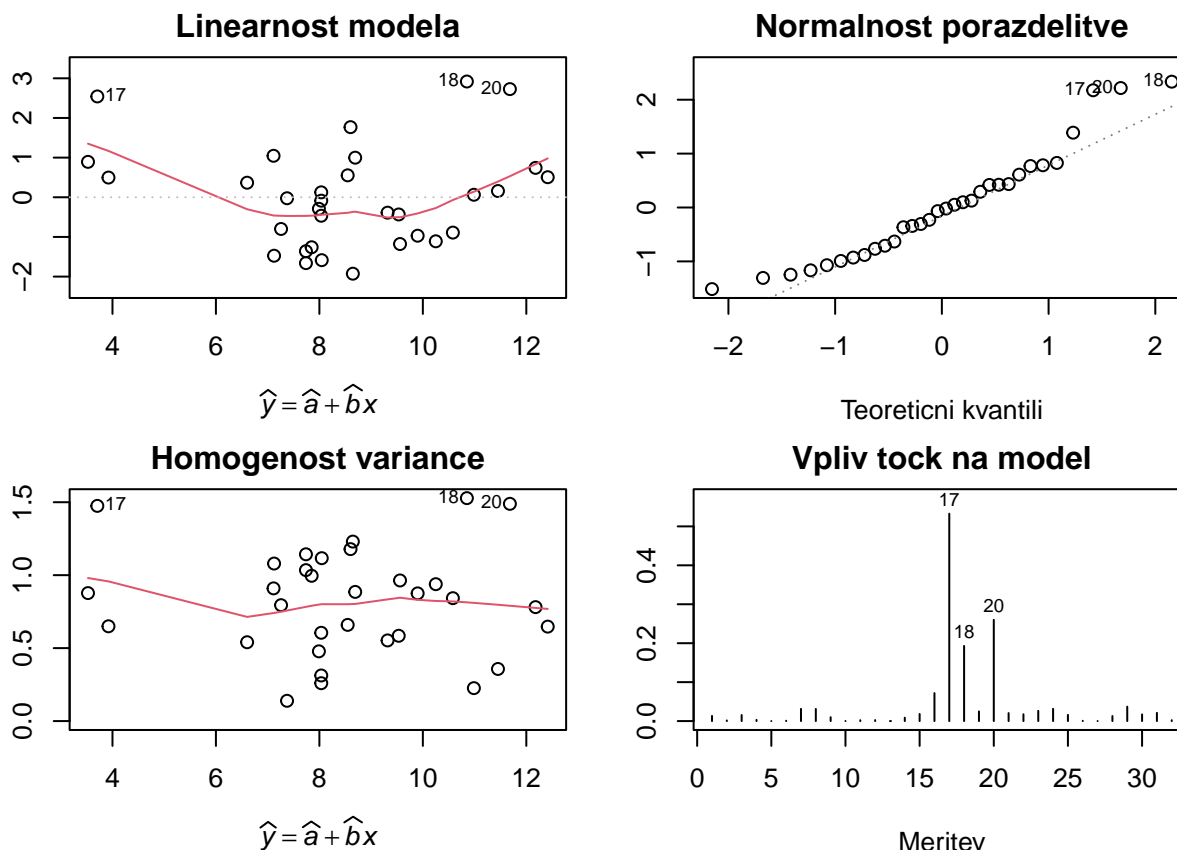 Linearnost modela
3
2
1
0
−2
17
18
20
4 6 8 10 12
ŷ = â + b̂x
Normalnost porazdelitve
2
1
0
−1
17
20
18
−2 −1 0 1 2
Teoreticni kvantili
Homogenost variance
1.5
1.0
0.5
0.0
17
18
20
4 6 8 10 12
ŷ = â + b̂x
Vpliv tock na model
0.4
0.2
0.0
17
18
20
0 5 10 15 20 25 30
Meritev